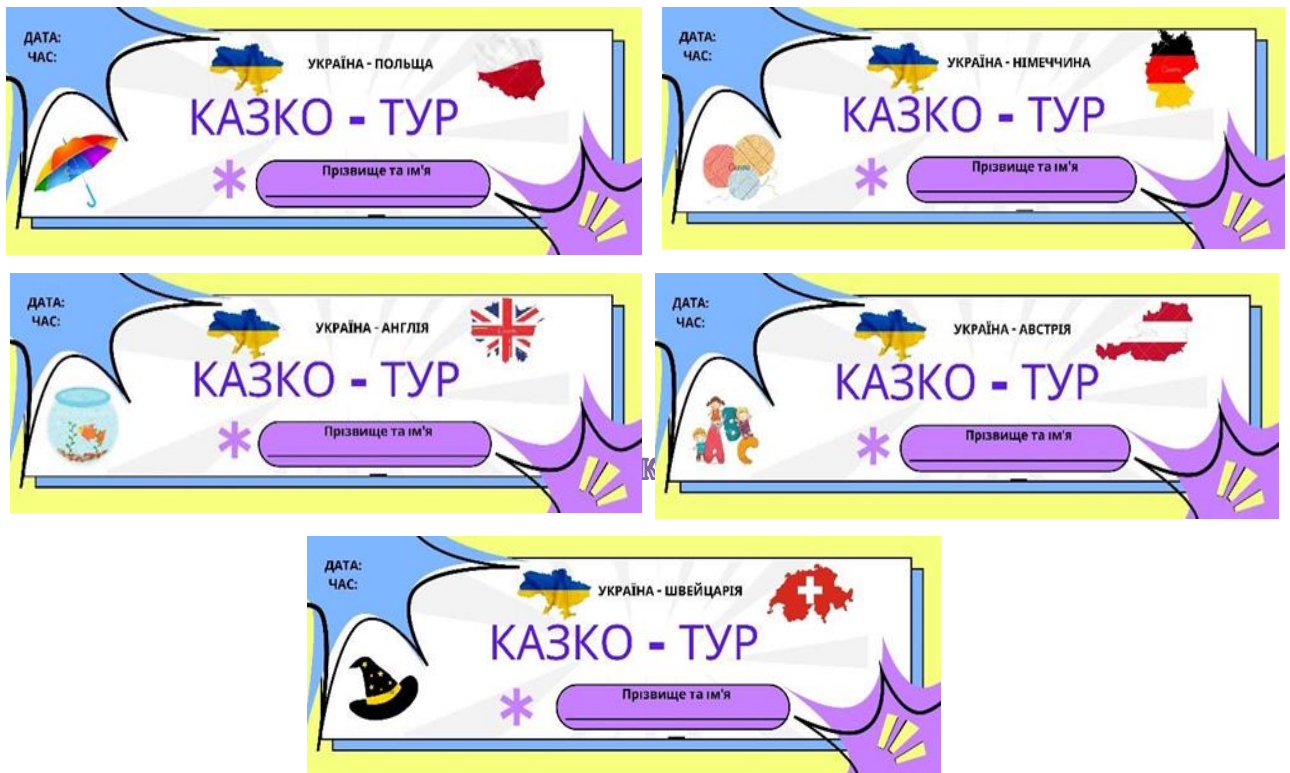 ДАТА:
ЧАС:
УКРАЇНА - ПОЛЬЩА
КАЗКО - ТУР
* Прізвище та ім'я
ДАТА:
ЧАС:
УКРАЇНА - НІМЕЧЧИНА
КАЗКО - ТУР
* Прізвище та ім'я
ДАТА:
ЧАС:
УКРАЇНА - АНГЛІЯ
КАЗКО - ТУР
* Прізвище та ім'я
ДАТА:
ЧАС:
УКРАЇНА - АВСТРІЯ
КАЗКО - ТУР
ABC
* Прізвище та ім'я
К
ДАТА:
ЧАС:
УКРАЇНА - ШВЕЙЦАРІЯ
КАЗКО - ТУР
* Прізвище та ім'я